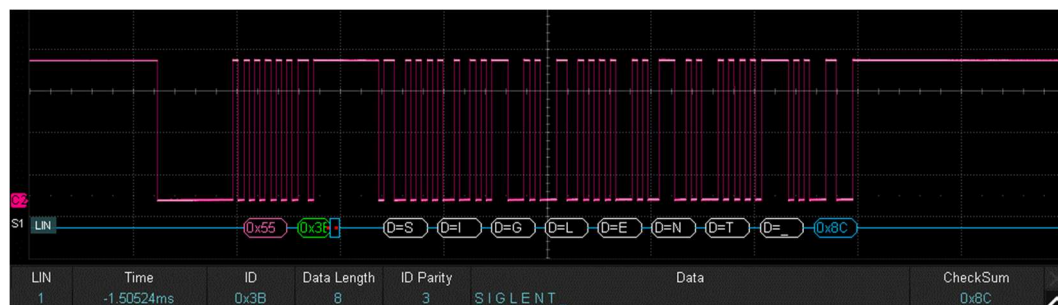 C2
S1 LIN 0x55 0x3B D=S D=I D=G D=L D=E D=N D=T D=_ 0x8C
LIN Time ID Data Length ID Parity Data CheckSum
1 -1.50524ms 0x3B 8 3 S I G L E N T 0x8C